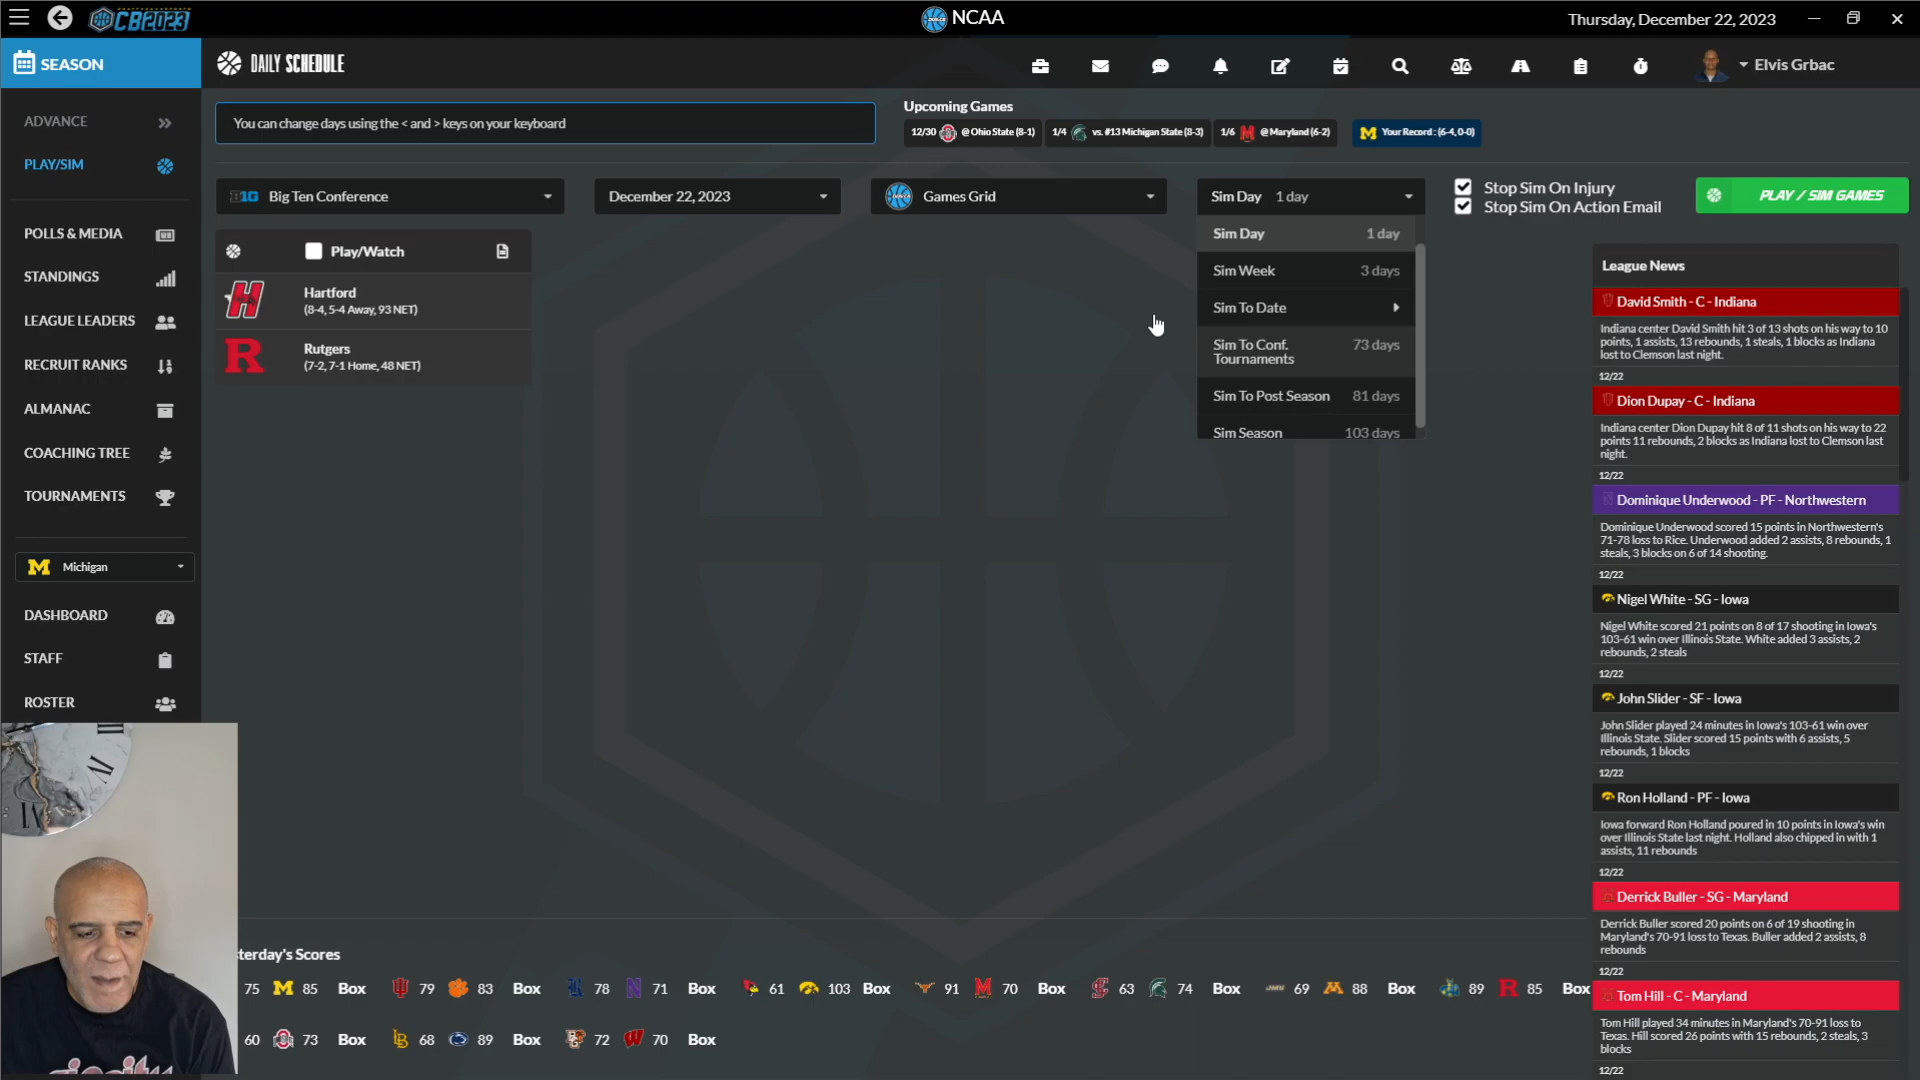 CB2023
NCAA
Thursday, December 22, 2023
SEASON
DAILY SCHEDULE
Elvis Grbac
ADVANCE
PLAY/SIM
POLLS & MEDIA
STANDINGS
LEAGUE LEADERS
RECRUIT RANKS
ALMANAC
COACHING TREE
TOURNAMENTS
Michigan
DASHBOARD
STAFF
ROSTER
You can change days using the < and > keys on your keyboard
Upcoming Games
12/30 @ Ohio State (8-1)
1/4 vs. #13 Michigan State (8-3)
1/6 @ Maryland (6-2)
Your Record : (6-4, 0-0)
Big Ten Conference
December 22, 2023
Games Grid
Sim Day 1 day
Stop Sim On Injury
Stop Sim On Action Email
PLAY / SIM GAMES
Play/Watch
Hartford
(8-4, 5-4 Away, 93 NET)
Rutgers
(7-2, 7-1 Home, 48 NET)
Sim Day 1 day
Sim Week 3 days
Sim To Date
Sim To Conf. 73 days
Tournaments
Sim To Post Season 81 days
Sim Season 103 days
League News
David Smith - C - Indiana
Indiana center David Smith hit 3 of 13 shots on his way to 10
points, 1 assists, 13 rebounds, 1 steals, 1 blocks as Indiana
lost to Clemson last night.
12/22
Dion Dupay - C - Indiana
Indiana center Dion Dupay hit 8 of 11 shots on his way to 22
points 11 rebounds, 2 blocks as Indiana lost to Clemson last
night.
12/22
Dominique Underwood - PF - Northwestern
Dominique Underwood scored 15 points in Northwestern's
71-78 loss to Rice. Underwood added 2 assists, 8 rebounds, 1
steals, 3 blocks on 6 of 14 shooting.
12/22
Nigel White - SG - Iowa
Nigel White scored 21 points on 8 of 17 shooting in Iowa's
103-61 win over Illinois State. White added 3 assists, 2
rebounds, 2 steals
12/22
John Slider - SF - Iowa
John Slider played 24 minutes in Iowa's 103-61 win over
Illinois State. Slider scored 15 points with 6 assists, 5
rebounds, 1 blocks
12/22
Ron Holland - PF - Iowa
Iowa forward Ron Holland poured in 10 points in Iowa's win
over Illinois State last night. Holland also chipped in with 1
assists, 11 rebounds
12/22
Derrick Buller - SG - Maryland
Derrick Buller scored 20 points on 6 of 19 shooting in
Maryland's 70-91 loss to Texas. Buller added 2 assists, 8
rebounds
12/22
Tom Hill - C - Maryland
Tom Hill played 34 minutes in Maryland's 70-91 loss to
Texas. Hill scored 26 points with 15 rebounds, 2 steals, 3
blocks
12/22
terday's Scores
75 85 Box 79 83 Box 78 71 Box 61 103 Box 91 70 Box 63 74 Box 69 88 Box 89 85 Box
60 73 Box 68 89 Box 72 70 Box